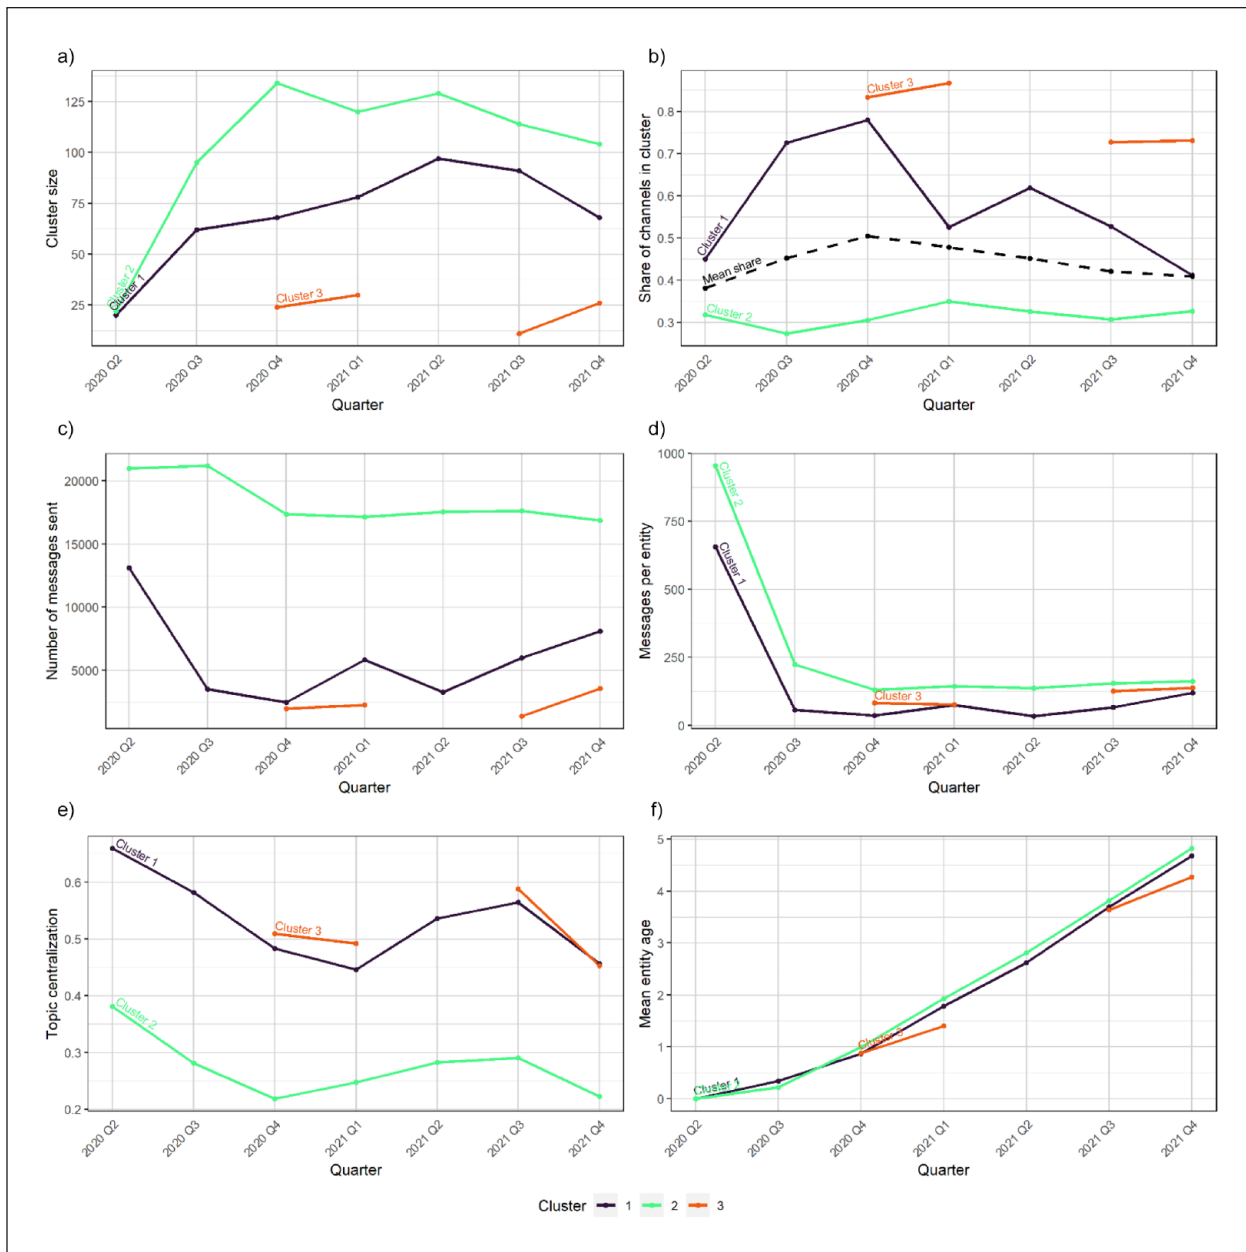 a)
Cluster size
125
100
75
50
25
Cluster 2
Cluster 1
Cluster 3
2020 Q2
2020 Q3
2020 Q4
2021 Q1
2021 Q2
2021 Q3
2021 Q4
Quarter
b)
Share of channels in cluster
0.8
0.7
0.6
0.5
0.4
0.3
Cluster 3
Cluster 1
Mean share
Cluster 2
2020 Q2
2020 Q3
2020 Q4
2021 Q1
2021 Q2
2021 Q3
2021 Q4
Quarter
c)
Number of messages sent
20000
15000
10000
5000
2020 Q2
2020 Q3
2020 Q4
2021 Q1
2021 Q2
2021 Q3
2021 Q4
Quarter
d)
Messages per entity
1000
750
500
250
0
Cluster 2
Cluster 1
Cluster 3
2020 Q2
2020 Q3
2020 Q4
2021 Q1
2021 Q2
2021 Q3
2021 Q4
Quarter
e)
Topic centralization
0.6
0.5
0.4
0.3
0.2
Cluster 1
Cluster 3
Cluster 2
2020 Q2
2020 Q3
2020 Q4
2021 Q1
2021 Q2
2021 Q3
2021 Q4
Quarter
f)
Mean entity age
5
4
3
2
1
0
Cluster 3
Cluster 1
2020 Q2
2020 Q3
2020 Q4
2021 Q1
2021 Q2
2021 Q3
2021 Q4
Quarter
Cluster 1 2 3